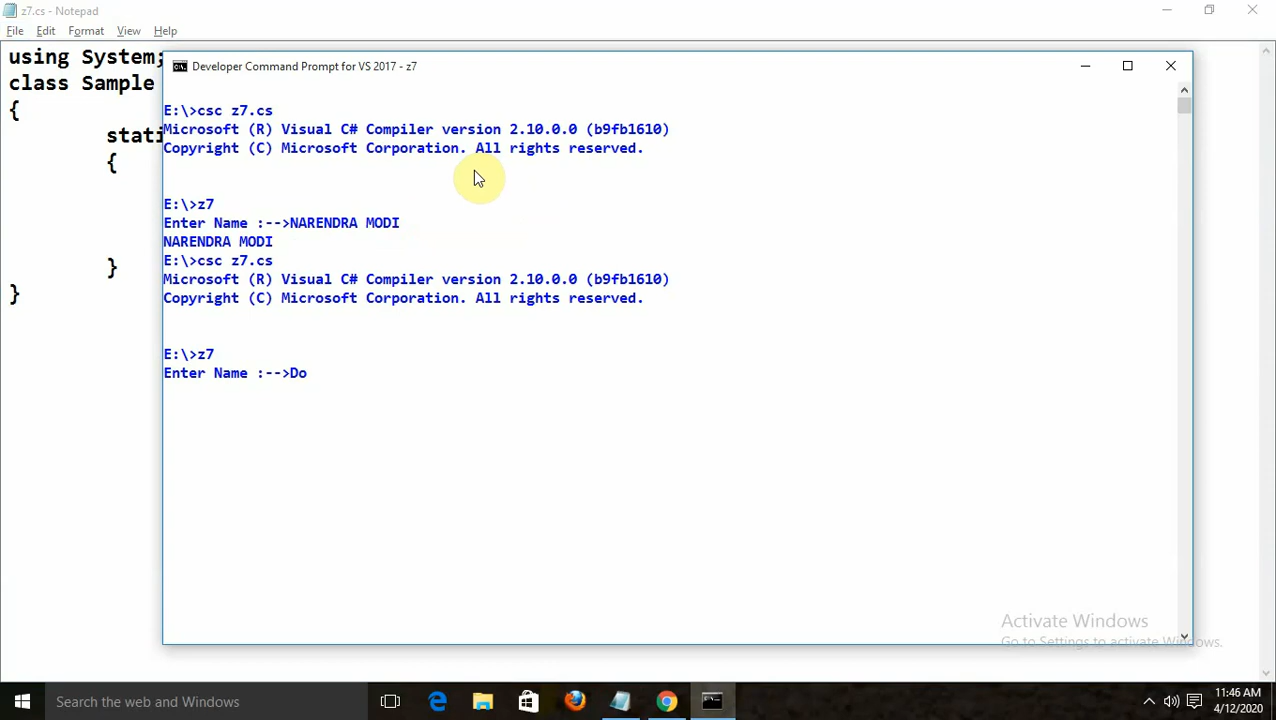 z7.cs - Notepad
File Edit Format View Help
using System;
class Sample
{
{
}
}
Developer Command Prompt for VS 2017 - z7
E:\>csc z7.cs
Microsoft (R) Visual C# Compiler version 2.10.0.0 (b9fb1610)
Copyright (C) Microsoft Corporation. All rights reserved.
E:\>z7
Enter Name :-->NARENDRA MODI
NARENDRA MODI
E:\>csc z7.cs
Microsoft (R) Visual C# Compiler version 2.10.0.0 (b9fb1610)
Copyright (C) Microsoft Corporation. All rights reserved.
E:\>z7
Enter Name :-->Do
Activate Windows
Go to Settings to activate Windows.
Search the web and Windows
11:46 AM
4/12/2020